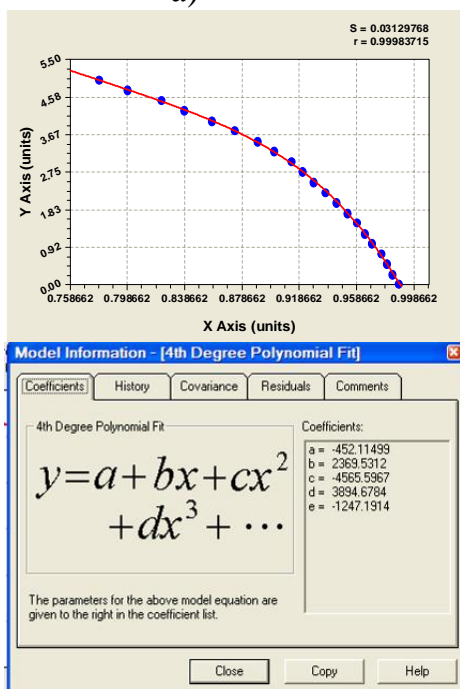 a)
S = 0.03129768
r = 0.99983715
5.50
4.58
3.67
2.75
1.83
0.92
0.00
Y Axis (units)
0.758662 0.798662 0.838662 0.878662 0.918662 0.958662 0.998662
X Axis (units)
Model Information - [4th Degree Polynomial Fit]
Coefficients History Covariance Residuals Comments
4th Degree Polynomial Fit
y=a+bx+cx²
+dx³+ ⋯
Coefficients:
a = -452.11499
b = 2369.5312
c = -4565.5967
d = 3894.6784
e = -1247.1914
The parameters for the above model equation are
given to the right in the coefficient list.
Close Copy Help